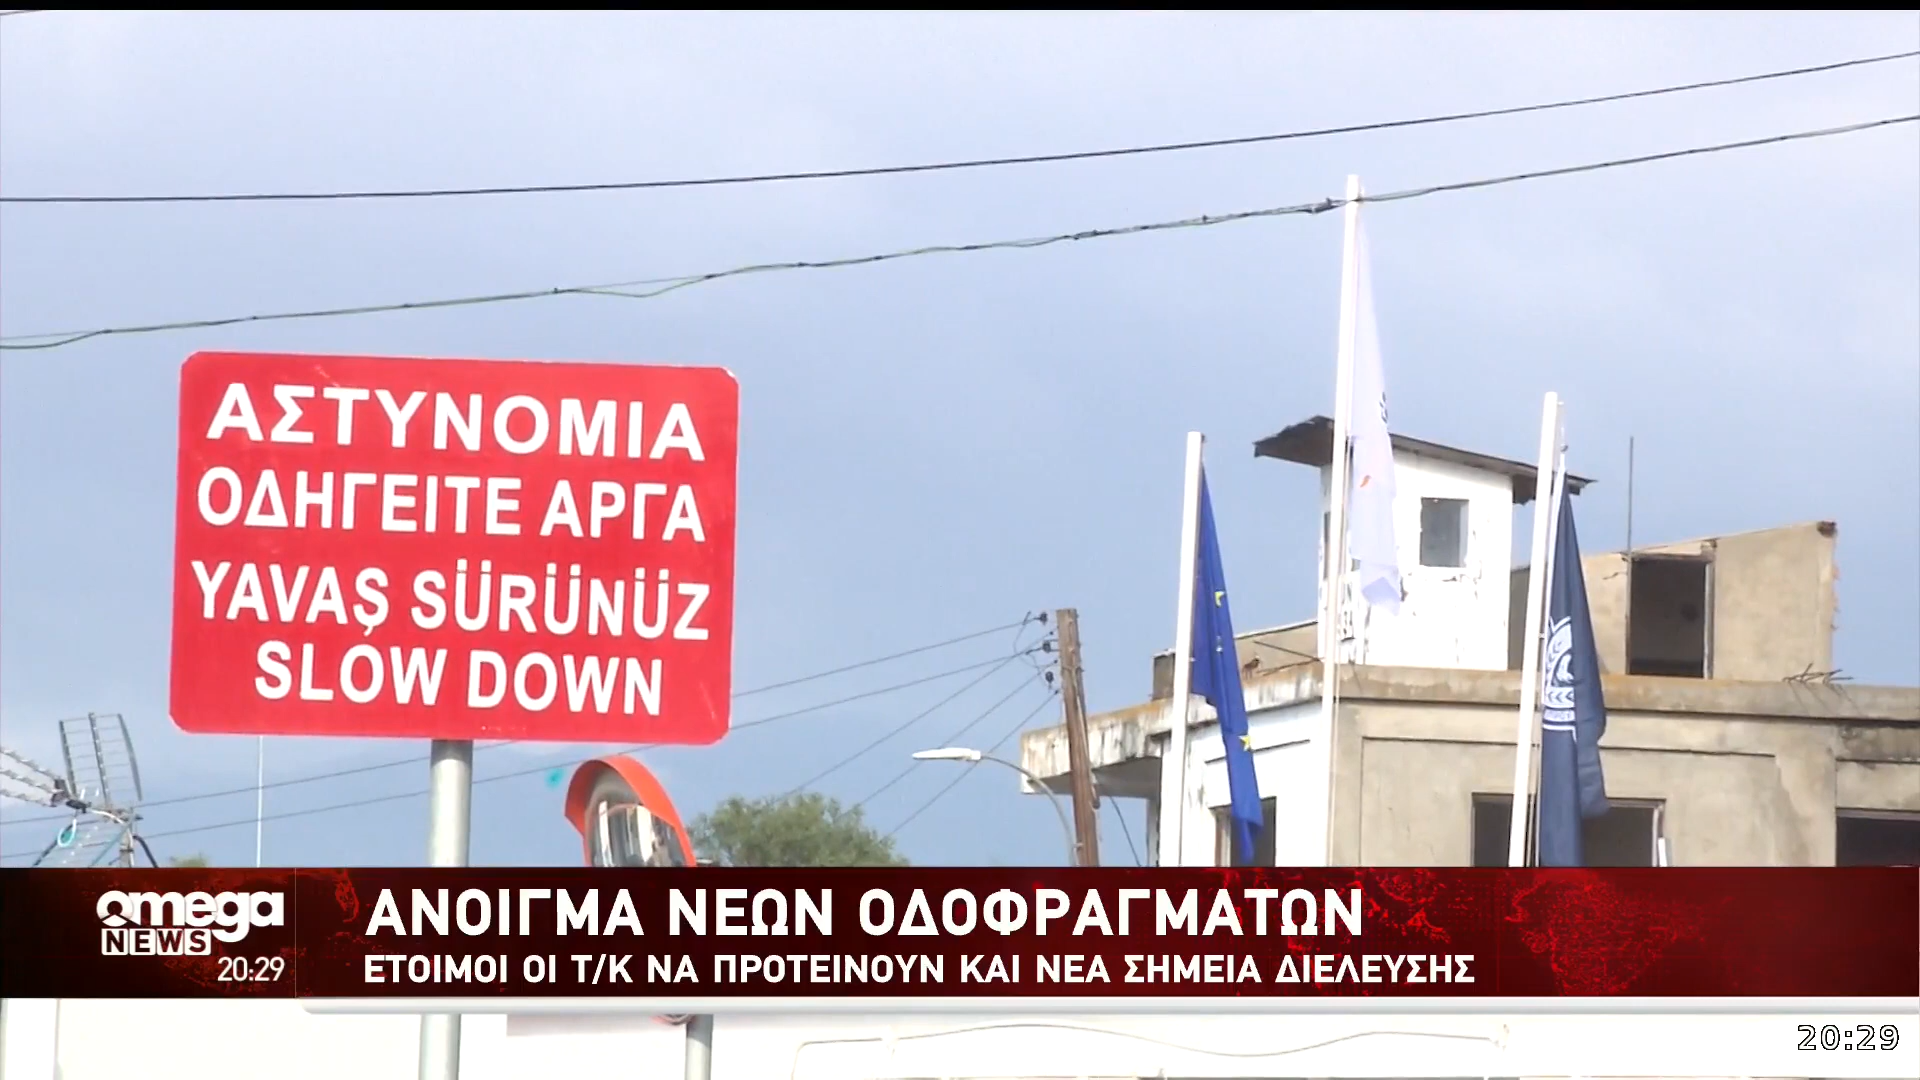 ΑΣΤΥΝΟΜΙΑ
ΟΔΗΓΕΙΤΕ ΑΡΓΑ
YAVAŞ SÜRÜNÜZ
SLOW DOWN
omega
NEWS
20:29
ΑΝΟΙΓΜΑ ΝΕΩΝ ΟΔΟΦΡΑΓΜΑΤΩΝ
ΕΤΟΙΜΟΙ ΟΙ Τ/Κ ΝΑ ΠΡΟΤΕΙΝΟΥΝ ΚΑΙ ΝΕΑ ΣΗΜΕΙΑ ΔΙΕΛΕΥΣΗΣ
20:29